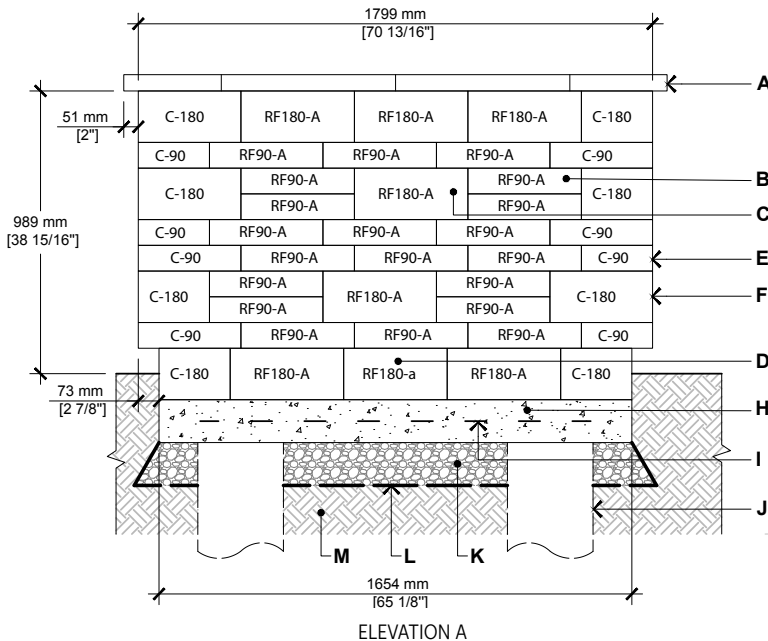 1799 mm
[70 13/16"]
A
51 mm
[2"]
C-180 RF180-A RF180-A RF180-A C-180
C-90 RF90-A RF90-A RF90-A C-90
C-180 RF90-A RF180-A RF90-A C-180 B
RF90-A RF90-A C
989 mm
[38 15/16"]
C-90 RF90-A RF90-A RF90-A C-90
C-90 RF90-A RF90-A RF90-A C-90 E
C-180 RF90-A RF180-A RF90-A C-180 F
RF90-A RF90-A
C-90 RF90-A RF90-A RF90-A C-90
D
C-180 RF180-A RF180-a RF180-A C-180
73 mm
[2 7/8"]
H
I
J
M L K
1654 mm
[65 1/8"]
ELEVATION A